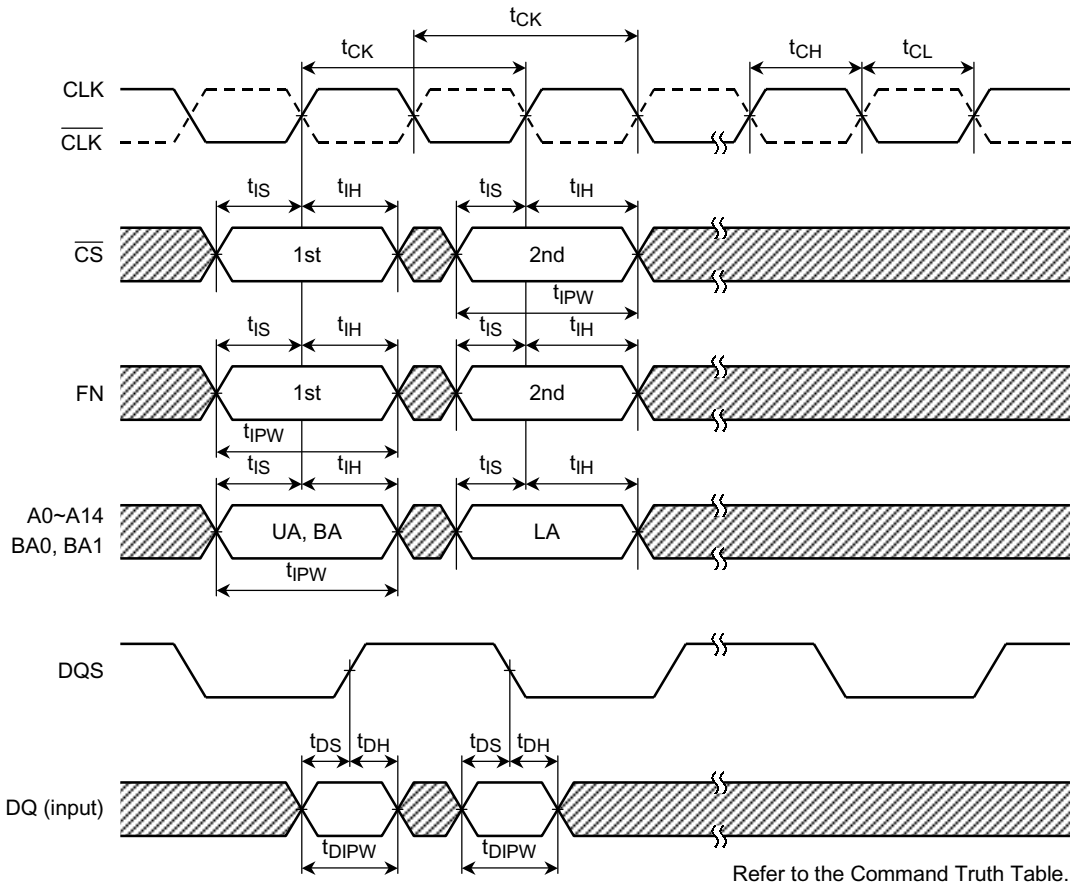 tCK
tCK tCH tCL
CLK
CLK
tIS tIH tIS tIH
CS 1st 2nd
tIPW
tIS tIH tIS tIH
FN 1st 2nd
tIPW
tIS tIH tIS tIH
A0~A14
BA0, BA1 UA, BA LA
tIPW
DQS
tDS tDH tDS tDH
DQ (input)
tDIPW tDIPW
Refer to the Command Truth Table.